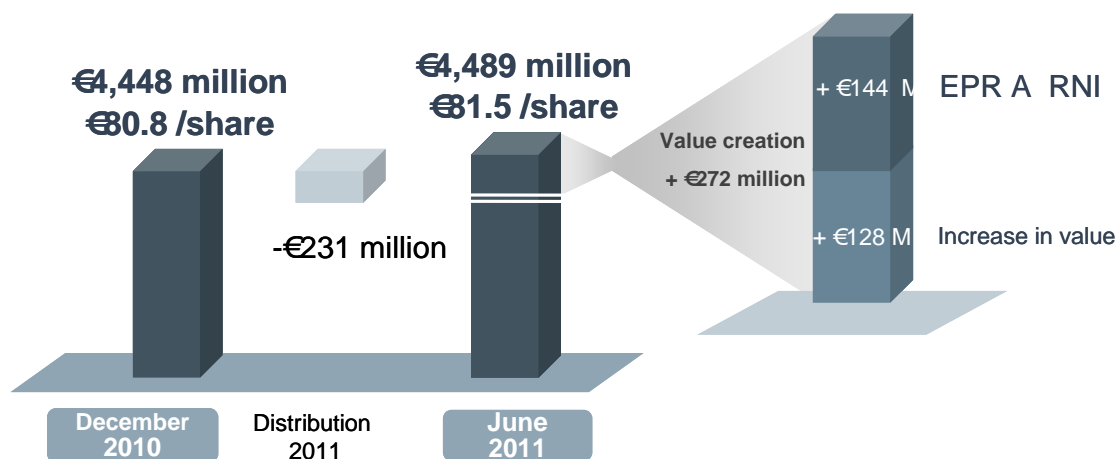 €4,448 million
€80.8 /share
-€231 million
€4,489 million
€81.5 /share
Value creation
+ €272 million
+ €144 M
EPR A RNI
+ €128 M
Increase in value
December
2010
Distribution
2011
June
2011